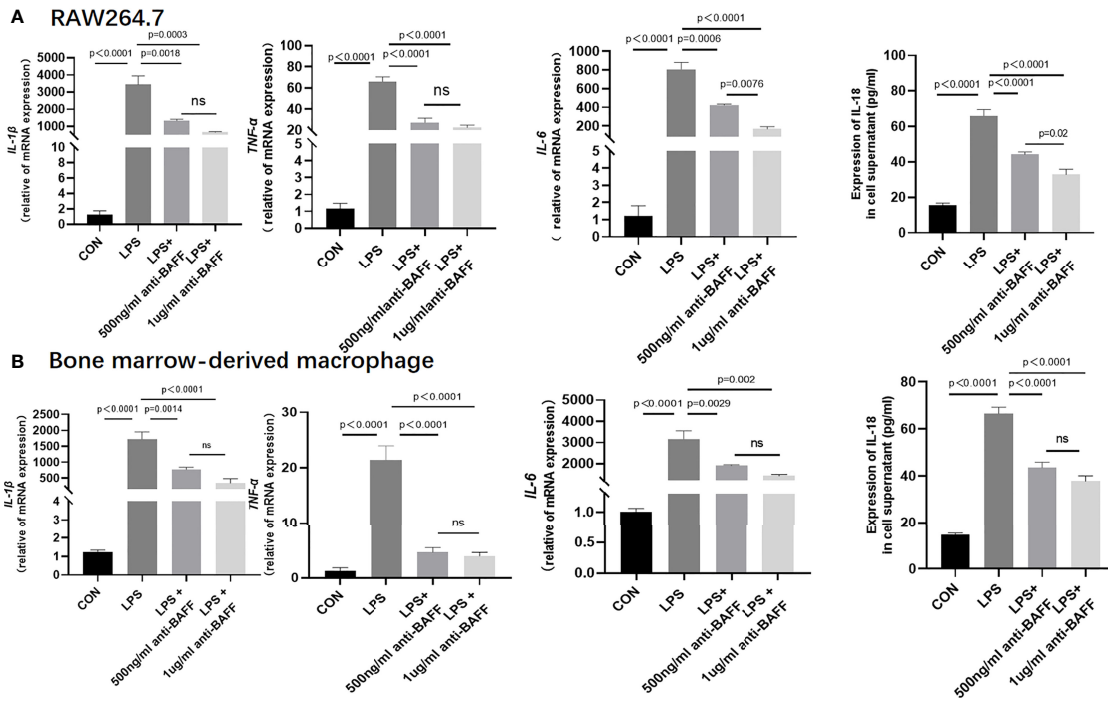 A RAW264.7
p<0.0001
p=0.0003
p=0.0018
ns
IL-1β
(relative of mRNA expression)
5000
4000
3000
2000
1000
10
8
6
4
2
0
CON
LPS
LPS+
500ng/ml anti-BAFF
LPS+
1ug/ml anti-BAFF
p<0.0001
p<0.0001
p<0.0001
ns
TNF-α
(relative of mRNA expression)
100
80
60
40
20
5
4
3
2
1
0
CON
LPS
LPS+
500ng/mlanti-BAFF
LPS+
1ug/mlanti-BAFF
p<0.0001
p<0.0001
p=0.0006
p=0.0076
IL-6
( relative of mRNA expression)
1000
800
600
400
200
5
4
3
2
1
0
CON
LPS
LPS+
500ng/ml anti-BAFF
LPS+
1ug/ml anti-BAFF
p<0.0001
p<0.0001
p<0.0001
p=0.02
Expression of IL-18
in cell supernatant (pg/ml)
100
80
60
40
20
0
CON
LPS
LPS+
500ng/ml anti-BAFF
LPS+
1ug/ml anti-BAFF
B Bone marrow-derived macrophage
p<0.0001
p<0.0001
p=0.0014
ns
IL-1β
(relative of mRNA expression)
2500
2000
1500
1000
500
4
3
2
1
0
CON
LPS
LPS +
500ng/ml anti-BAFF
LPS +
1ug/ml anti-BAFF
p<0.0001
p<0.0001
p<0.0001
ns
TNF-α
(relative of mRNA expression)
30
20
10
5
0
CON
LPS
LPS+
500ng/ml anti-BAFF
LPS +
1ug/ml anti-BAFF
p=0.002
p<0.0001
p=0.0029
ns
IL-6
(relative of mRNA expression)
5000
4000
3000
2000
1.0
0.5
0.0
CON
LPS
LPS+
500ng/ml anti-BAFF
LPS +
1ug/ml anti-BAFF
p<0.0001
p<0.0001
p<0.0001
ns
Expression of IL-18
in cell supernatant (pg/ml)
80
60
40
20
0
CON
LPS
LPS+
500ng/ml anti-BAFF
LPS+
1ug/ml anti-BAFF